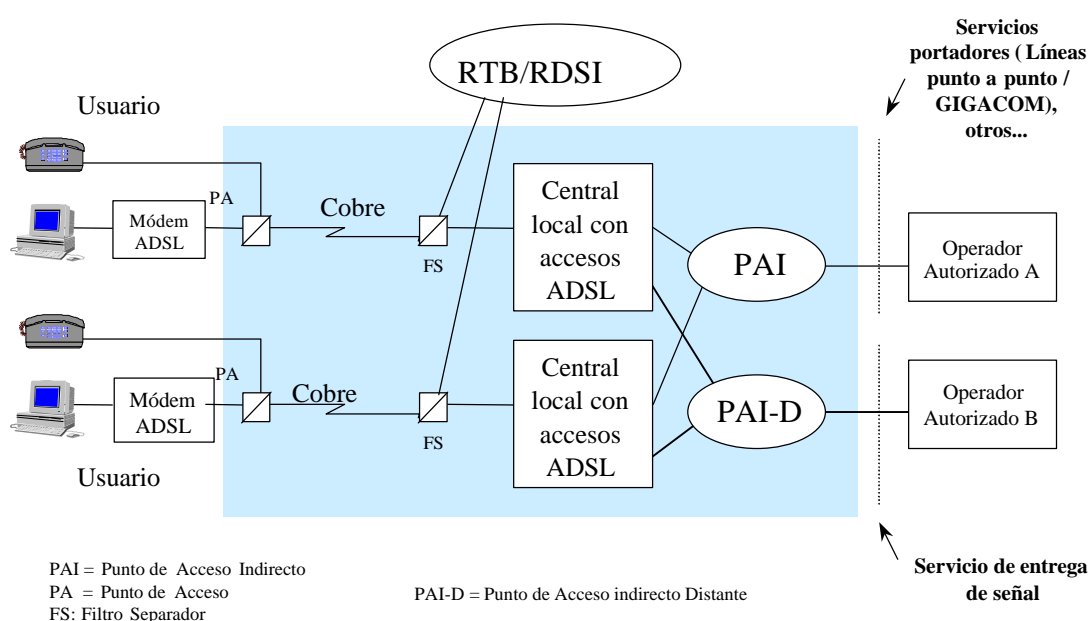 Servicios
portadores ( Líneas
punto a punto /
GIGACOM),
otros...
RTB/RDSI
Usuario
PA
Módem
ADSL
Cobre
FS
Central
local con
accesos
ADSL
PAI
Operador
Autorizado A
PA
Módem
ADSL
Cobre
FS
Central
local con
accesos
ADSL
PAI-D
Operador
Autorizado B
Usuario
Servicio de entrega
de señal
PAI = Punto de Acceso Indirecto
PA = Punto de Acceso
FS: Filtro Separador
PAI-D = Punto de Acceso indirecto Distante